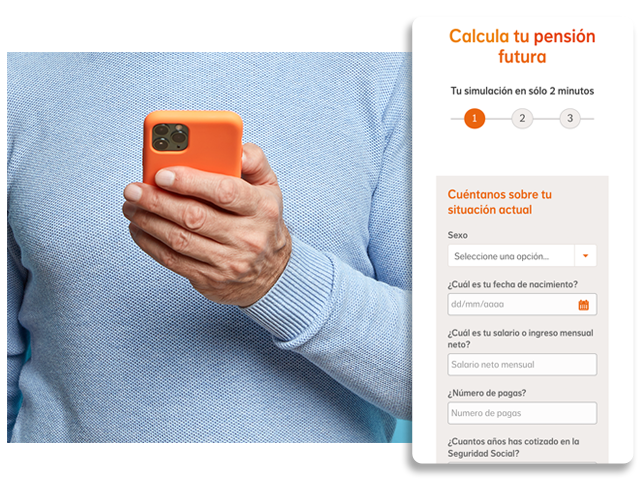 Calcula tu pensión
futura
Tu simulación en sólo 2 minutos
1 2 3
Cuéntanos sobre tu
situación actual
Sexo
Seleccione una opción...
¿Cuál es tu fecha de nacimiento?
dd/mm/aaaa
¿Cuál es tu salario o ingreso mensual
neto?
Salario neto mensual
¿Número de pagas?
Numero de pagas
¿Cuantos años has cotizado en la
Seguridad Social?